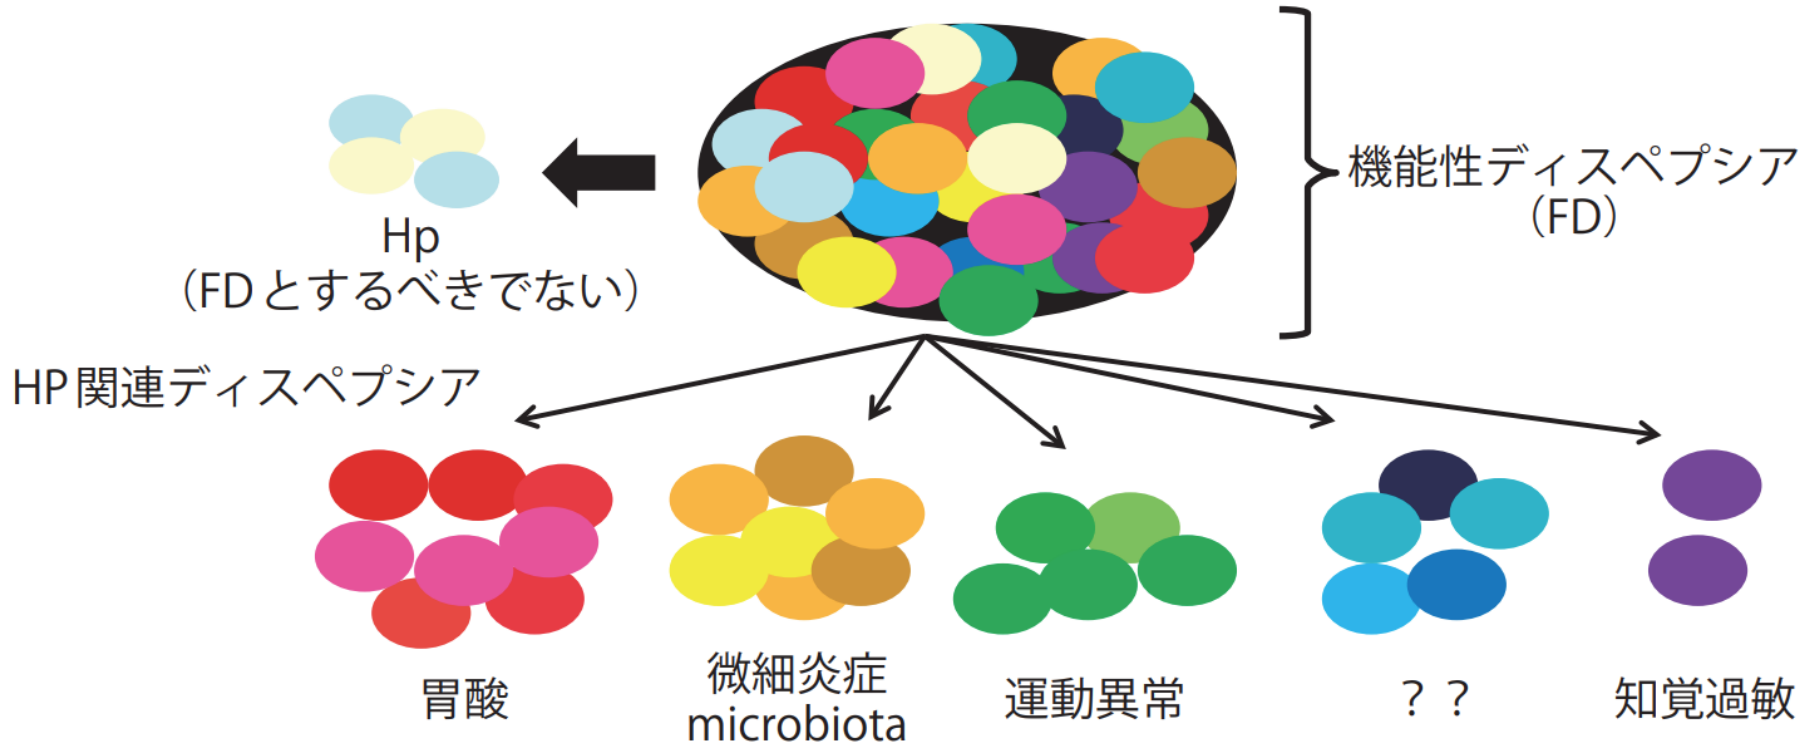 機能性ディスペプシア
（FD）
Hp
（FDとするべきでない）
HP関連ディスペプシア
胃酸
微細炎症
microbiota
運動異常
？？
知覚過敏